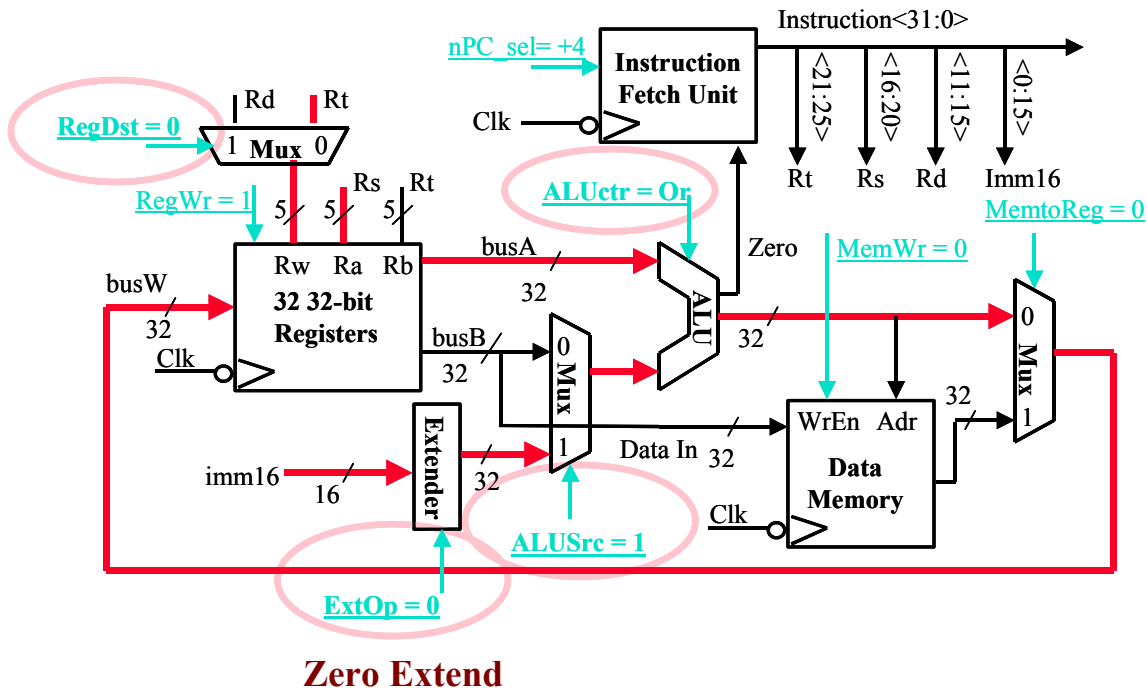 Instruction<31:0>
nPC_sel= +4
Instruction
Fetch Unit
Clk
<21:25>
<16:20>
<11:15>
<0:15>
Rt
Rs
Rd
Imm16
Rd
Rt
RegDst = 0
1 Mux 0
RegWr = 1
5
5
5
Rs
Rt
ALUctr = Or
MemtoReg = 0
Zero
MemWr = 0
busW
32
Rw Ra Rb
32 32-bit
Registers
Clk
busA
32
busB
32
0
Mux
1
ALU
32
0
Mux
1
imm16
16
Extender
32
Data In
32
WrEn Adr
Data
Memory
32
Clk
ALUSrc = 1
ExtOp = 0
Zero Extend